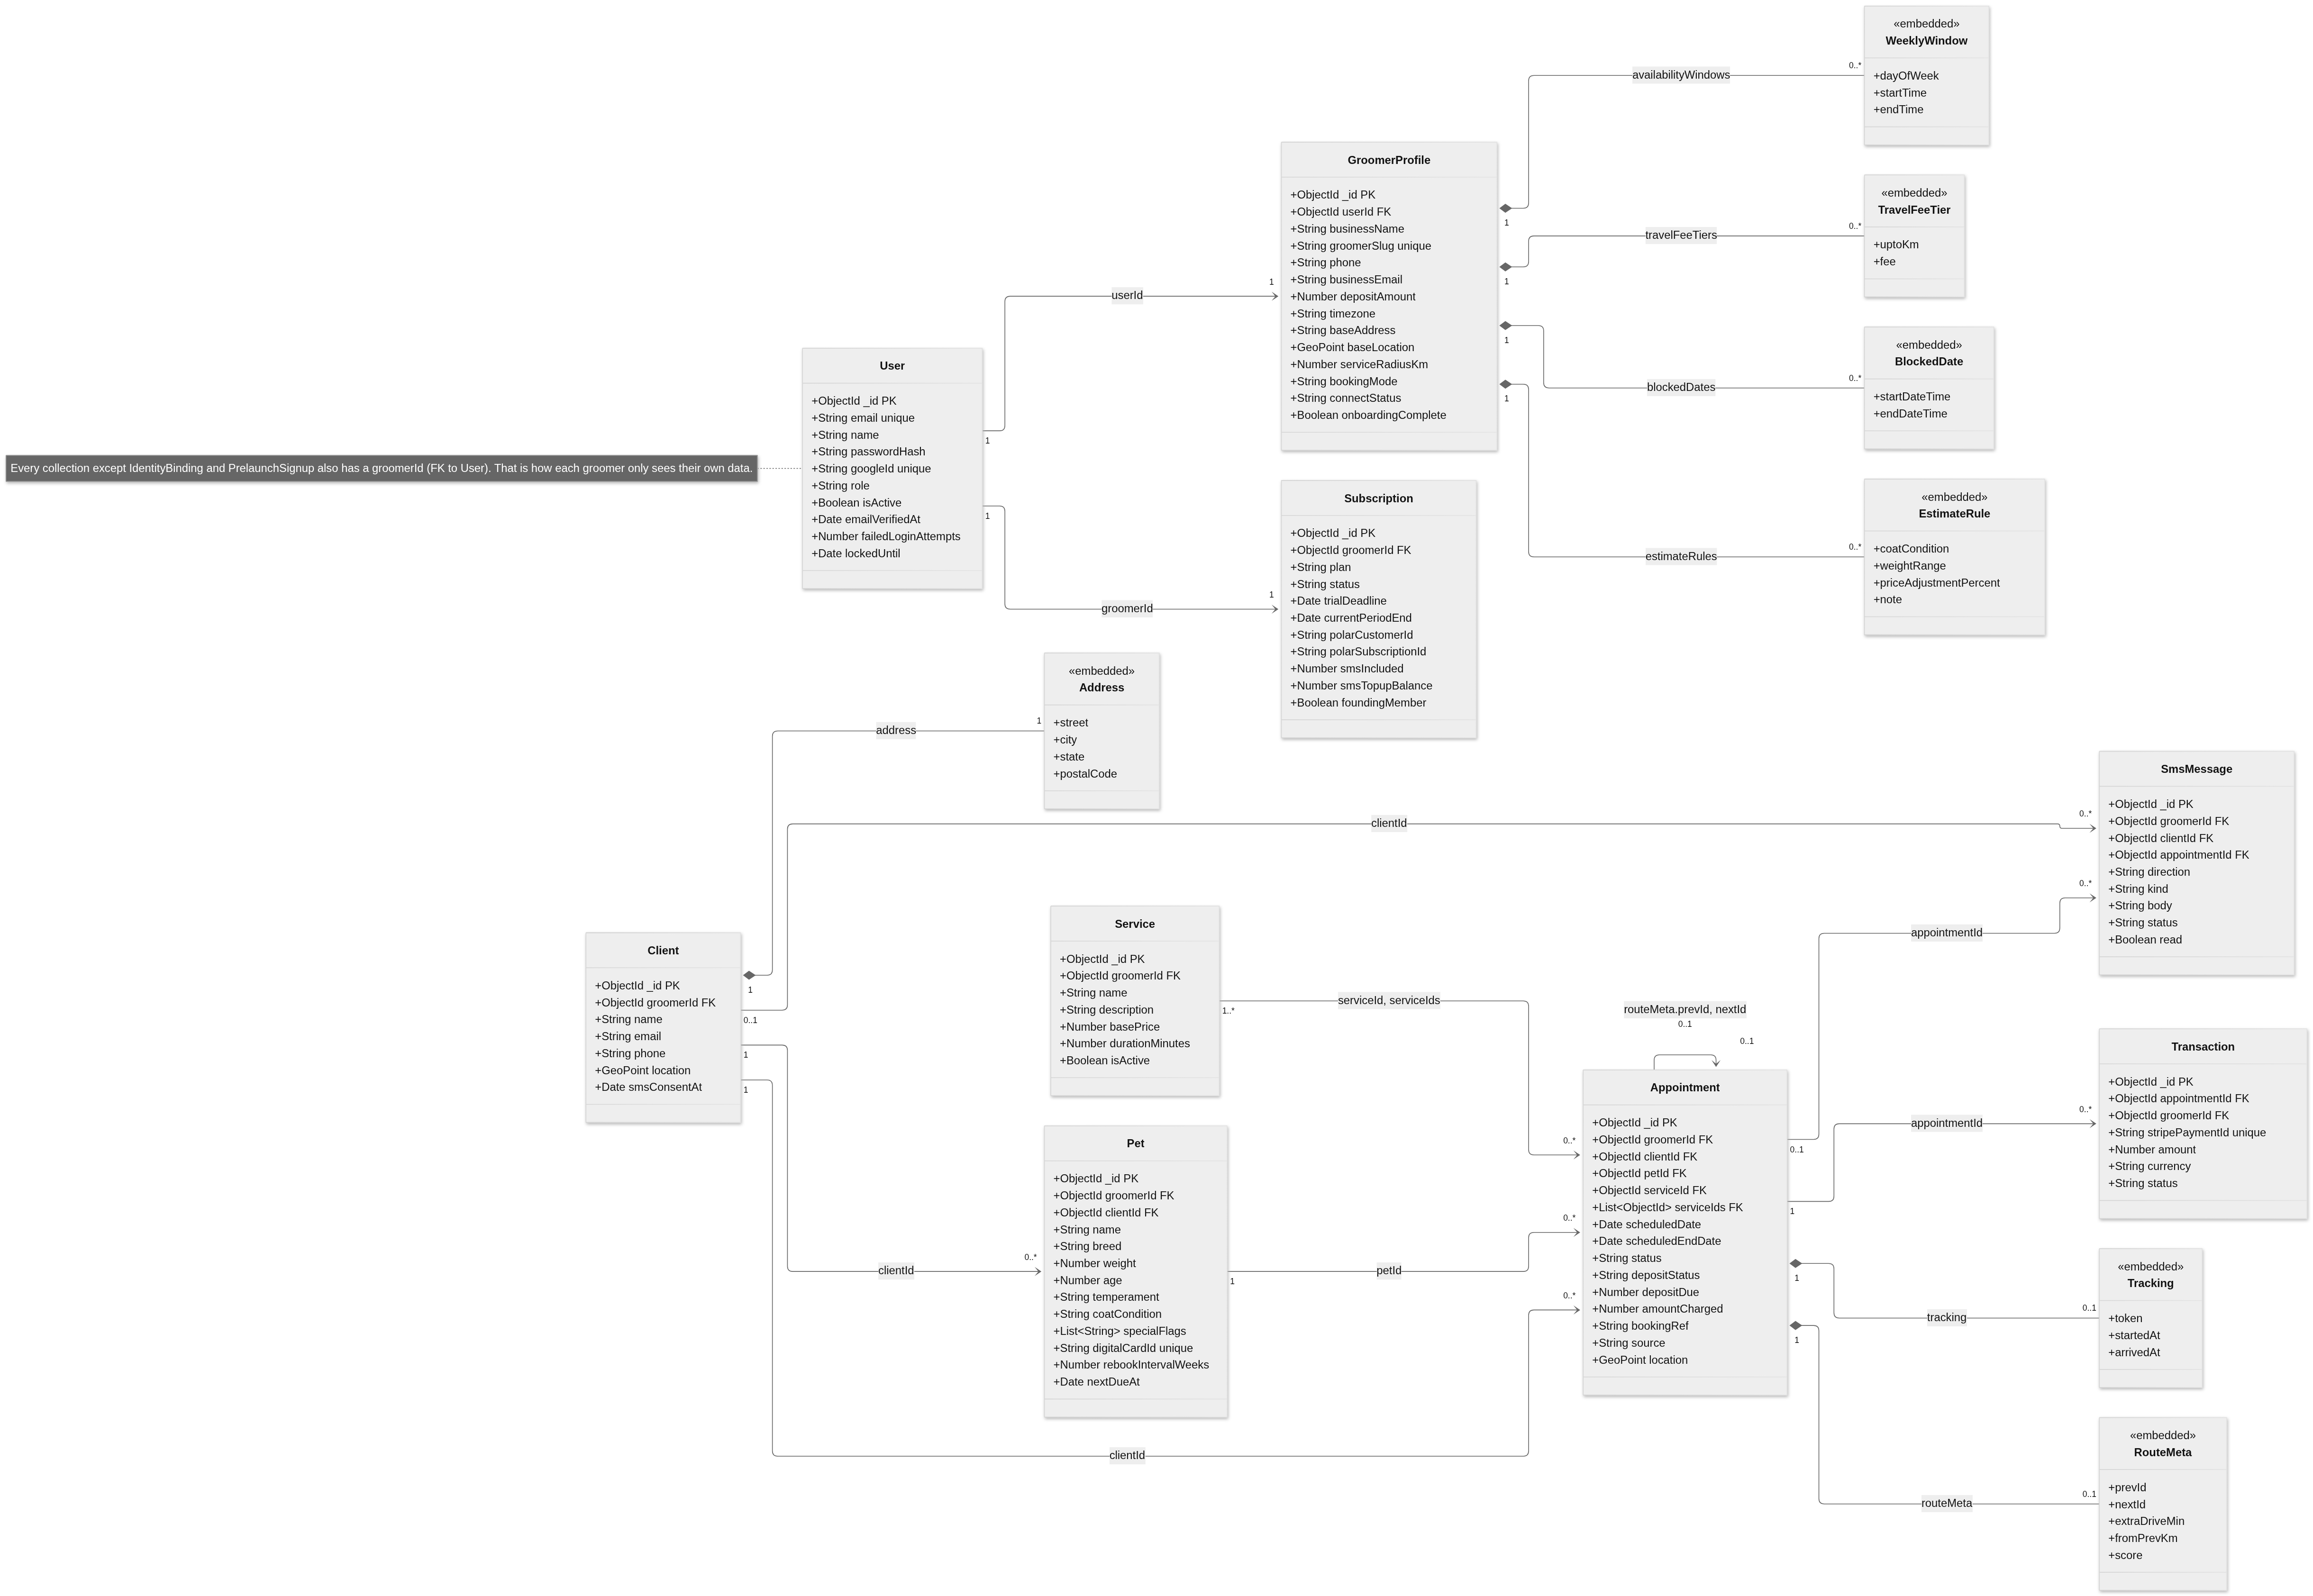 «embedded»
WeeklyWindow
+dayOfWeek
+startTime
+endTime
availabilityWindows
0..*
1
GroomerProfile
+ObjectId _id PK
+ObjectId userId FK
+String businessName
+String groomerSlug unique
+String phone
+String businessEmail
+Number depositAmount
+String timezone
+String baseAddress
+GeoPoint baseLocation
+Number serviceRadiusKm
+String bookingMode
+String connectStatus
+Boolean onboardingComplete
«embedded»
TravelFeeTier
+uptoKm
+fee
travelFeeTiers
0..*
1
«embedded»
BlockedDate
+startDateTime
+endDateTime
blockedDates
0..*
1
«embedded»
EstimateRule
+coatCondition
+weightRange
+priceAdjustmentPercent
+note
estimateRules
0..*
1
User
+ObjectId _id PK
+String email unique
+String name
+String passwordHash
+String googleId unique
+String role
+Boolean isActive
+Date emailVerifiedAt
+Number failedLoginAttempts
+Date lockedUntil
1
userId
1
1
groomerId
1
Every collection except IdentityBinding and PrelaunchSignup also has a groomerId (FK to User). That is how each groomer only sees their own data.
Subscription
+ObjectId _id PK
+ObjectId groomerId FK
+String plan
+String status
+Date trialDeadline
+Date currentPeriodEnd
+String polarCustomerId
+String polarSubscriptionId
+Number smsIncluded
+Number smsTopupBalance
+Boolean foundingMember
«embedded»
Address
+street
+city
+state
+postalCode
address
1
1
Client
+ObjectId _id PK
+ObjectId groomerId FK
+String name
+String email
+String phone
+GeoPoint location
+Date smsConsentAt
0..1
clientId
0..*
1
clientId
0..*
1
clientId
0..*
Service
+ObjectId _id PK
+ObjectId groomerId FK
+String name
+String description
+Number basePrice
+Number durationMinutes
+Boolean isActive
1..*
serviceId, serviceIds
0..*
Pet
+ObjectId _id PK
+ObjectId groomerId FK
+ObjectId clientId FK
+String name
+String breed
+Number weight
+Number age
+String temperament
+String coatCondition
+List<String> specialFlags
+String digitalCardId unique
+Number rebookIntervalWeeks
+Date nextDueAt
1
petId
0..*
routeMeta.prevId, nextId
0..1
0..1
Appointment
+ObjectId _id PK
+ObjectId groomerId FK
+ObjectId clientId FK
+ObjectId petId FK
+ObjectId serviceId FK
+List<ObjectId> serviceIds FK
+Date scheduledDate
+Date scheduledEndDate
+String status
+String depositStatus
+Number depositDue
+Number amountCharged
+String bookingRef
+String source
+GeoPoint location
0..1
appointmentId
0..*
1
appointmentId
0..*
1
tracking
0..1
1
routeMeta
0..1
SmsMessage
+ObjectId _id PK
+ObjectId groomerId FK
+ObjectId clientId FK
+ObjectId appointmentId FK
+String direction
+String kind
+String body
+String status
+Boolean read
Transaction
+ObjectId _id PK
+ObjectId appointmentId FK
+ObjectId groomerId FK
+String stripePaymentId unique
+Number amount
+String currency
+String status
«embedded»
Tracking
+token
+startedAt
+arrivedAt
«embedded»
RouteMeta
+prevId
+nextId
+extraDriveMin
+fromPrevKm
+score